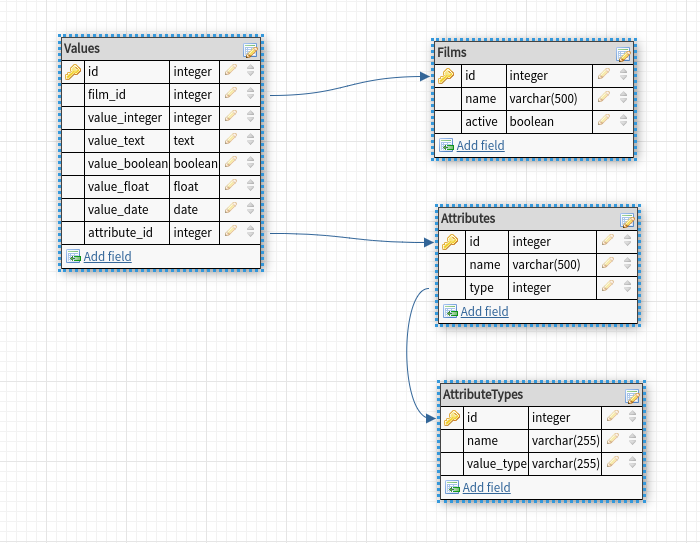 Values
id integer
film_id integer
value_integer integer
value_text text
value_boolean boolean
value_float float
value_date date
attribute_id integer
Add field
Films
id integer
name varchar(500)
active boolean
Add field
Attributes
id integer
name varchar(500)
type integer
Add field
AttributeTypes
id integer
name varchar(255)
value_type varchar(255)
Add field